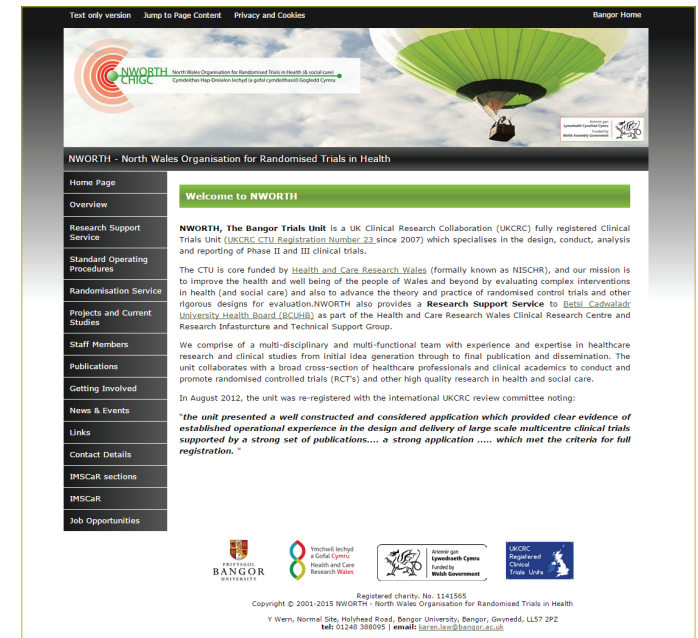 Text only version Jump to Page Content Privacy and Cookies Bangor Home
NWORTH North Wales Organisation for Randomised Trials in Health (& social care)
CHIGC Cymdeithas Hap-Dreialon Iechyd (a gofal cymdeithasol) Gogledd Cymru
Ariennir gan
Lywodraeth Cynulliad Cymru
Funded by
Welsh Assembly Government
NWORTH - North Wales Organisation for Randomised Trials in Health
Home Page
Overview
Research Support
Service
Standard Operating
Procedures
Randomisation Service
Projects and Current
Studies
Staff Members
Publications
Getting Involved
News & Events
Links
Contact Details
IMSCaR sections
IMSCaR
Job Opportunities
Welcome to NWORTH
NWORTH, The Bangor Trials Unit is a UK Clinical Research Collaboration (UKCRC) fully registered Clinical
Trials Unit (UKCRC CTU Registration Number 23 since 2007) which specialises in the design, conduct, analysis
and reporting of Phase II and III clinical trials.
The CTU is core funded by Health and Care Research Wales (formally known as NISCHR), and our mission is
to improve the health and well being of the people of Wales and beyond by evaluating complex interventions
in health (and social care) and also to advance the theory and practice of randomised control trials and other
rigorous designs for evaluation.NWORTH also provides a Research Support Service to Betsi Cadwaladr
University Health Board (BCUHB) as part of the Health and Care Research Wales Clinical Research Centre and
Research Infasturcture and Technical Support Group.
We comprise of a multi-disciplinary and multi-functional team with experience and expertise in healthcare
research and clinical studies from initial idea generation through to final publication and dissemination. The
unit collaborates with a broad cross-section of healthcare professionals and clinical academics to conduct and
promote randomised controlled trials (RCT's) and other high quality research in health and social care.
In August 2012, the unit was re-registered with the international UKCRC review committee noting:
"the unit presented a well constructed and considered application which provided clear evidence of
established operational experience in the design and delivery of large scale multicentre clinical trials
supported by a strong set of publications.... a strong application ..... which met the criteria for full
registration. "
PRIFYSGOL
BANGOR
UNIVERSITY
Ymchwil Iechyd
a Gofal Cymru
Health and Care
Research Wales
Ariennir gan
Lywodraeth Cymru
Funded by
Welsh Government
UKCRC
Registered
Clinical
Trials Units
Registered charity. No. 1141565
Copyright © 2001-2015 NWORTH - North Wales Organisation for Randomised Trials in Health
Y Wern, Normal Site, Holyhead Road, Bangor University, Bangor, Gwynedd, LL57 2PZ
tel: 01248 388095 | email: karen.law@bangor.ac.uk